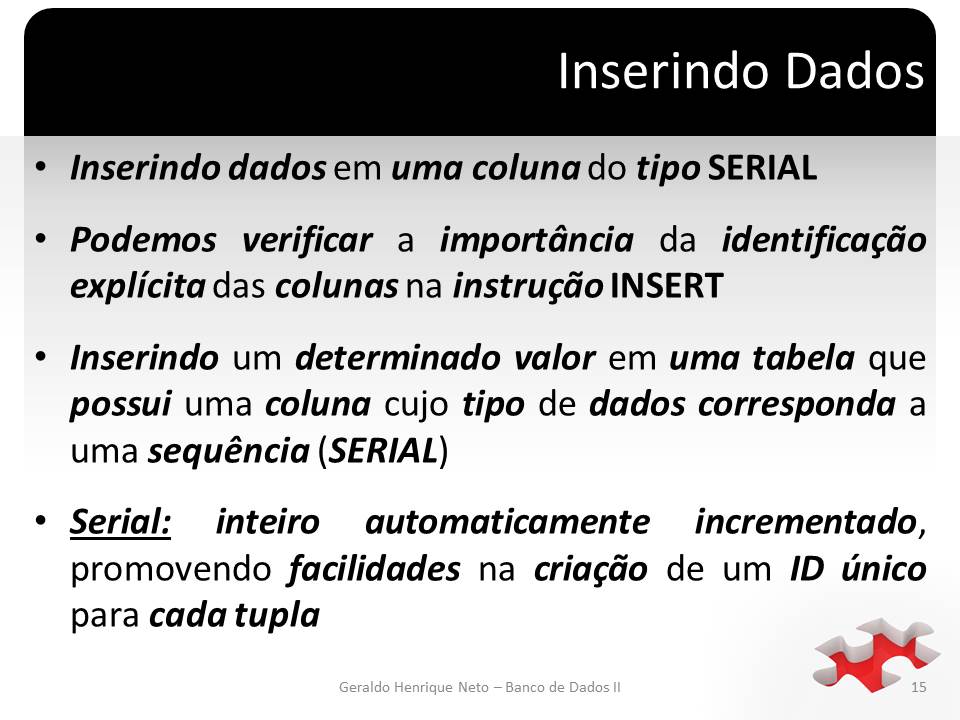 Inserindo Dados
• Inserindo dados em uma coluna do tipo SERIAL
• Podemos verificar a importância da identificação
explícita das colunas na instrução INSERT
• Inserindo um determinado valor em uma tabela que
possui uma coluna cujo tipo de dados corresponda a
uma sequência (SERIAL)
• Serial: inteiro automaticamente incrementado,
promovendo facilidades na criação de um ID único
para cada tupla
Geraldo Henrique Neto – Banco de Dados II
15